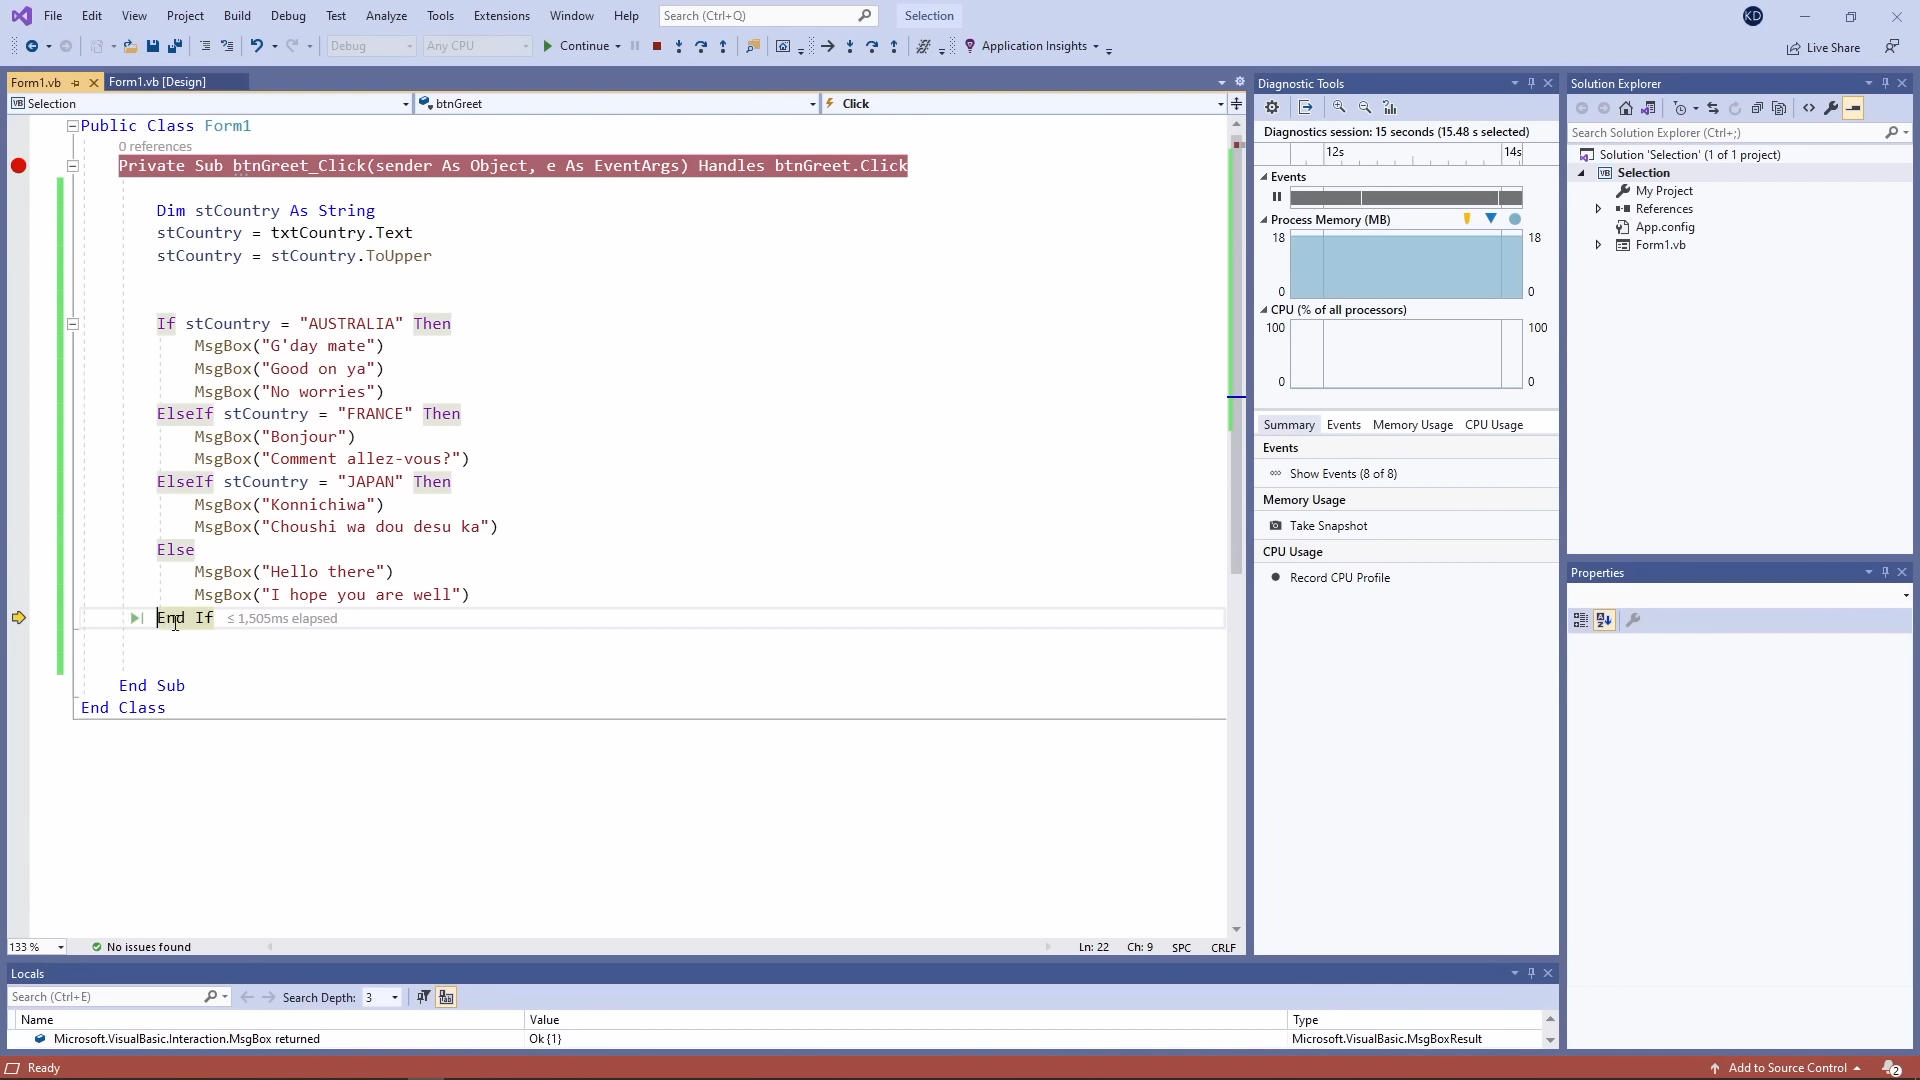 File Edit View Project Build Debug Test Analyze Tools Extensions Window Help Search (Ctrl+Q) Selection KD
Debug Any CPU Continue Application Insights Live Share
Form1.vb Form1.vb [Design]
VB Selection btnGreet Click
Public Class Form1
0 references
Private Sub btnGreet_Click(sender As Object, e As EventArgs) Handles btnGreet.Click
Dim stCountry As String
stCountry = txtCountry.Text
stCountry = stCountry.ToUpper
If stCountry = "AUSTRALIA" Then
MsgBox("G'day mate")
MsgBox("Good on ya")
MsgBox("No worries")
ElseIf stCountry = "FRANCE" Then
MsgBox("Bonjour")
MsgBox("Comment allez-vous?")
ElseIf stCountry = "JAPAN" Then
MsgBox("Konnichiwa")
MsgBox("Choushi wa dou desu ka")
Else
MsgBox("Hello there")
MsgBox("I hope you are well")
End If ≤ 1,505ms elapsed
End Sub
End Class
133 % No issues found Ln: 22 Ch: 9 SPC CRLF
Diagnostic Tools
Diagnostics session: 15 seconds (15.48 s selected)
12s 14s
Events
Process Memory (MB)
18 18
0 0
CPU (% of all processors)
100 100
0 0
Summary Events Memory Usage CPU Usage
Events
Show Events (8 of 8)
Memory Usage
Take Snapshot
CPU Usage
Record CPU Profile
Solution Explorer
Search Solution Explorer (Ctrl+;)
Solution 'Selection' (1 of 1 project)
VB Selection
My Project
References
App.config
Form1.vb
Properties
Locals
Search (Ctrl+E) Search Depth: 3
Name Value Type
Microsoft.VisualBasic.Interaction.MsgBox returned Ok {1} Microsoft.VisualBasic.MsgBoxResult
Ready Add to Source Control 2